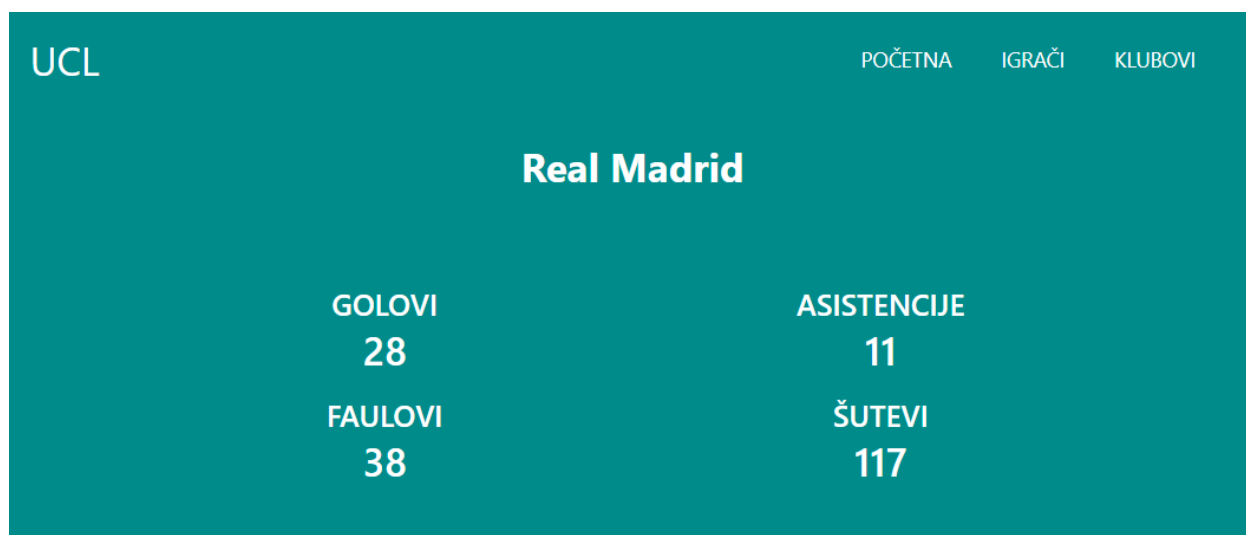 UCL POČETNA IGRAČI KLUBOVI
Real Madrid
GOLOVI ASISTENCIJE
28 11
FAULOVI ŠUTEVI
38 117